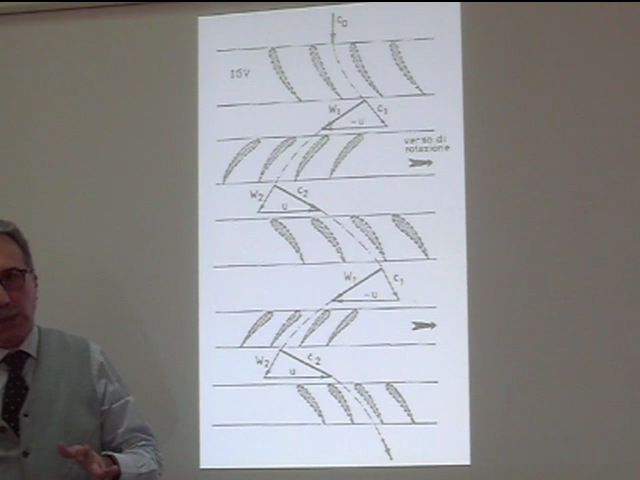 C0
IGV
W1 C1
-u
verso di
rotazione
W2 C2
u
W1 C1
-u
W2 C2
u